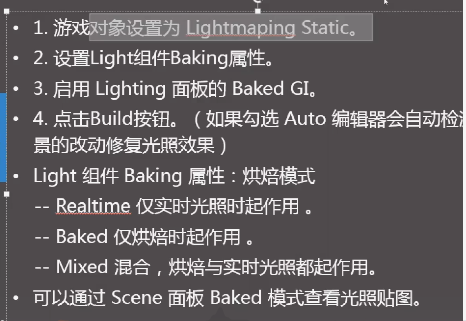 • 1. 游戏对象设置为 Lightmaping Static。
• 2. 设置Light组件Baking属性。
• 3. 启用 Lighting 面板的 Baked GI。
• 4. 点击Build按钮。（如果勾选 Auto 编辑器会自动检
景的改动修复光照效果）
• Light 组件 Baking 属性：烘焙模式
-- Realtime 仅实时光照时起作用 。
-- Baked 仅烘焙时起作用 。
-- Mixed 混合，烘焙与实时光照都起作用。
• 可以通过 Scene 面板 Baked 模式查看光照贴图。